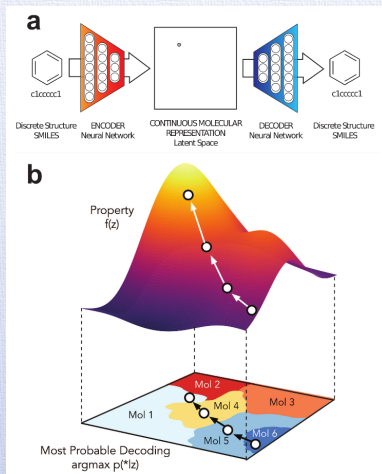 a
c1ccccc1
c1ccccc1
Discrete Structure
SMILES
ENCODER
Neural Network
CONTINUOUS MOLECULAR
REPRESENTATION
Latent Space
DECODER
Neural Network
Discrete Structure
SMILES
b
Property
f(z)
Mol 2
Mol 3
Mol 1
Mol 4
Mol 5
Mol 6
Most Probable Decoding
argmax p(*lz)